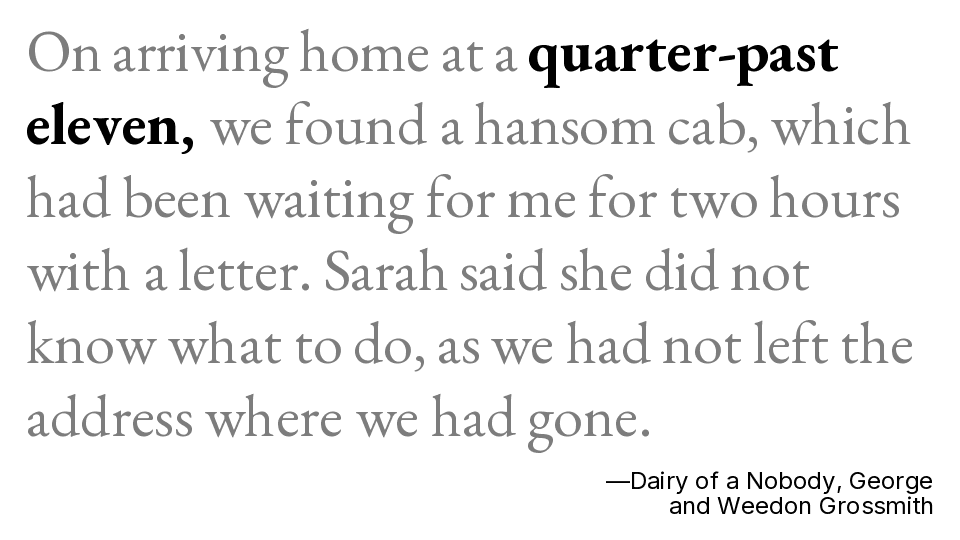 On arriving home at a quarter-past
eleven, we found a hansom cab, which
had been waiting for me for two hours
with a letter. Sarah said she did not
know what to do, as we had not left the
address where we had gone.
—Dairy of a Nobody, George
and Weedon Grossmith